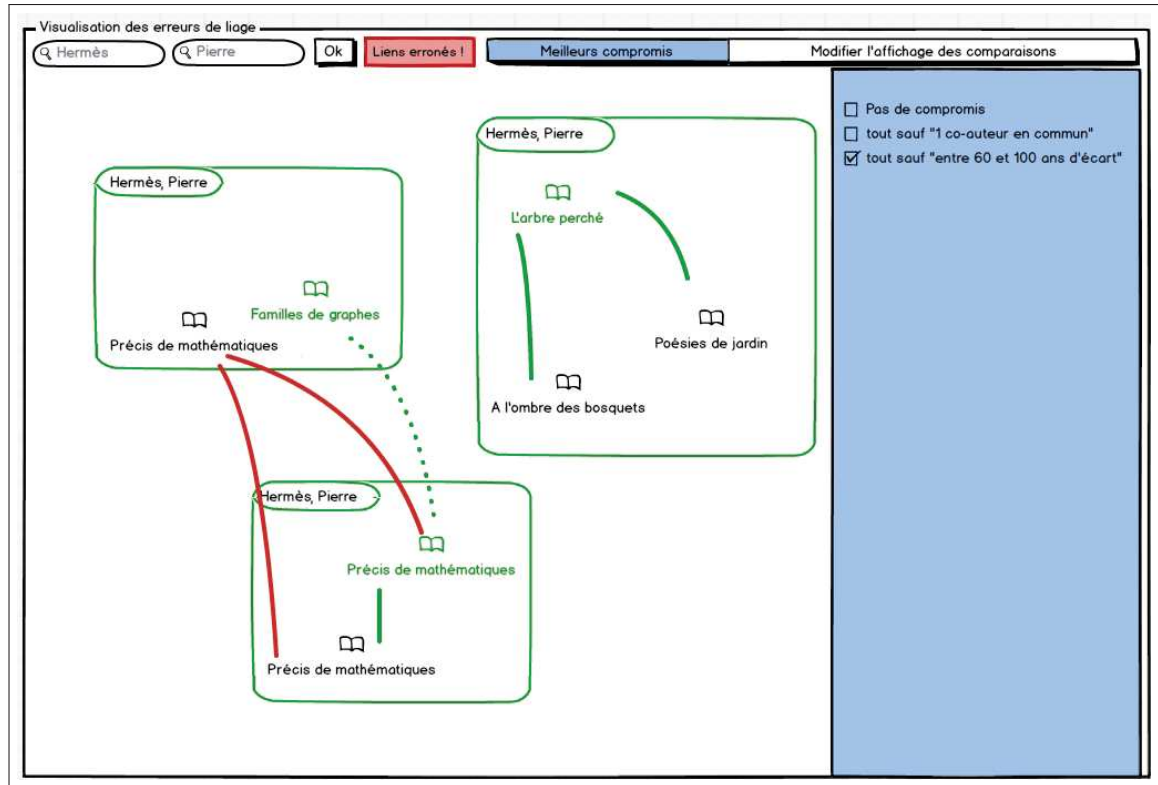 Visualisation des erreurs de liage
Hermès
Pierre
Ok
Liens erronés !
Meilleurs compromis
Modifier l'affichage des comparaisons
Pas de compromis
tout sauf "1 co-auteur en commun"
tout sauf "entre 60 et 100 ans d'écart"
Hermès, Pierre
L'arbre perché
Poésies de jardin
A l'ombre des bosquets
Hermès, Pierre
Familles de graphes
Précis de mathématiques
Hermès, Pierre
Précis de mathématiques
Précis de mathématiques